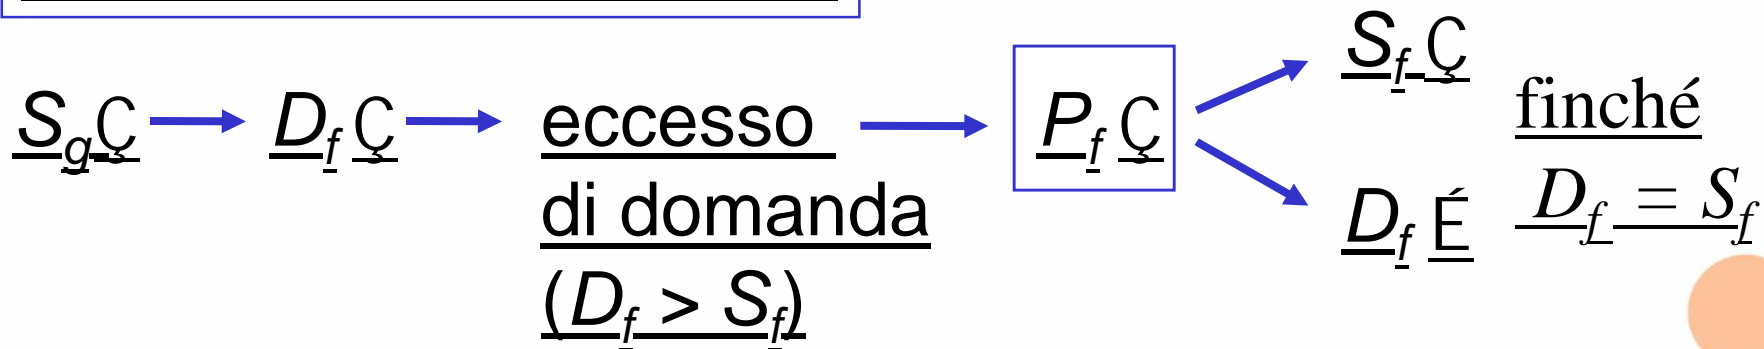 S_g Ç D_f Ç eccesso di domanda (D_f > S_f)
P_f Ç
S_f Ç
D_f É
finché
D_f = S_f